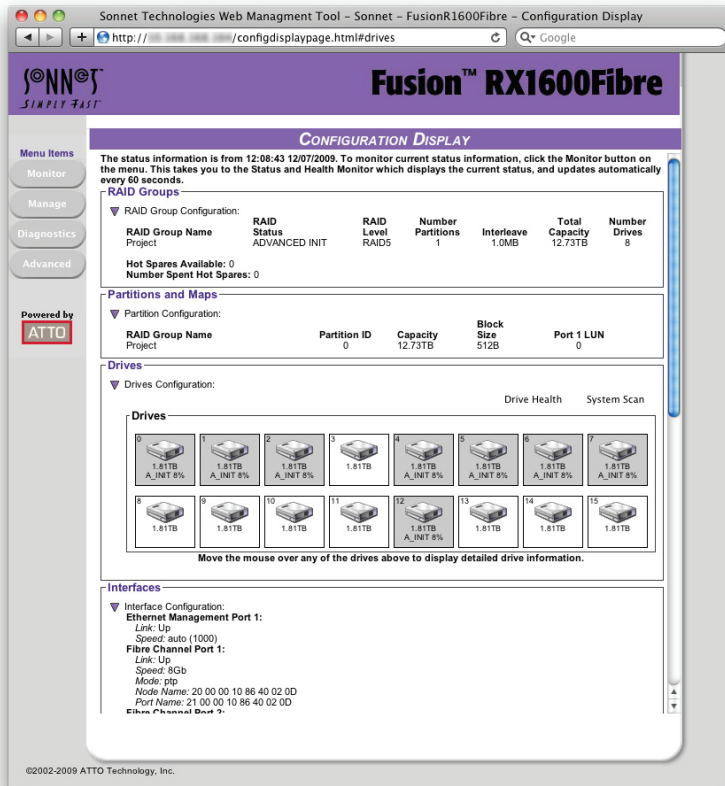 Sonnet Technologies Web Managment Tool – Sonnet – FusionR1600Fibre – Configuration Display
http:// /configdisplaypage.html#drives
Google
SONNET
SIMPLY FAST
Fusion™ RX1600Fibre
CONFIGURATION DISPLAY
Menu Items
Monitor
Manage
Diagnostics
Advanced
Powered by
ATTO
The status information is from 12:08:43 12/07/2009. To monitor current status information, click the Monitor button on
the menu. This takes you to the Status and Health Monitor which displays the current status, and updates automatically
every 60 seconds.
RAID Groups
RAID Group Configuration:
RAID Group Name RAID Status RAID Level Number Partitions Interleave Total Capacity Number Drives
Project ADVANCED INIT RAID5 1 1.0MB 12.73TB 8
Hot Spares Available: 0
Number Spent Hot Spares: 0
Partitions and Maps
Partition Configuration:
RAID Group Name Partition ID Capacity Block Size Port 1 LUN
Project 0 12.73TB 512B 0
Drives
Drives Configuration:
Drive Health System Scan
Drives
0 1 2 3 4 5 6 7
1.81TB 1.81TB 1.81TB 1.81TB 1.81TB 1.81TB 1.81TB 1.81TB
A_INIT 8% A_INIT 8% A_INIT 8% A_INIT 8% A_INIT 8% A_INIT 8% A_INIT 8%
8 9 10 11 12 13 14 15
1.81TB 1.81TB 1.81TB 1.81TB 1.81TB 1.81TB 1.81TB 1.81TB
A_INIT 8%
Move the mouse over any of the drives above to display detailed drive information.
Interfaces
Interface Configuration:
Ethernet Management Port 1:
Link: Up
Speed: auto (1000)
Fibre Channel Port 1:
Link: Up
Speed: 8Gb
Mode: ptp
Node Name: 20 00 00 10 86 40 02 0D
Port Name: 21 00 00 10 86 40 02 0D
Fibre Channel Port 2:
©2002-2009 ATTO Technology, Inc.